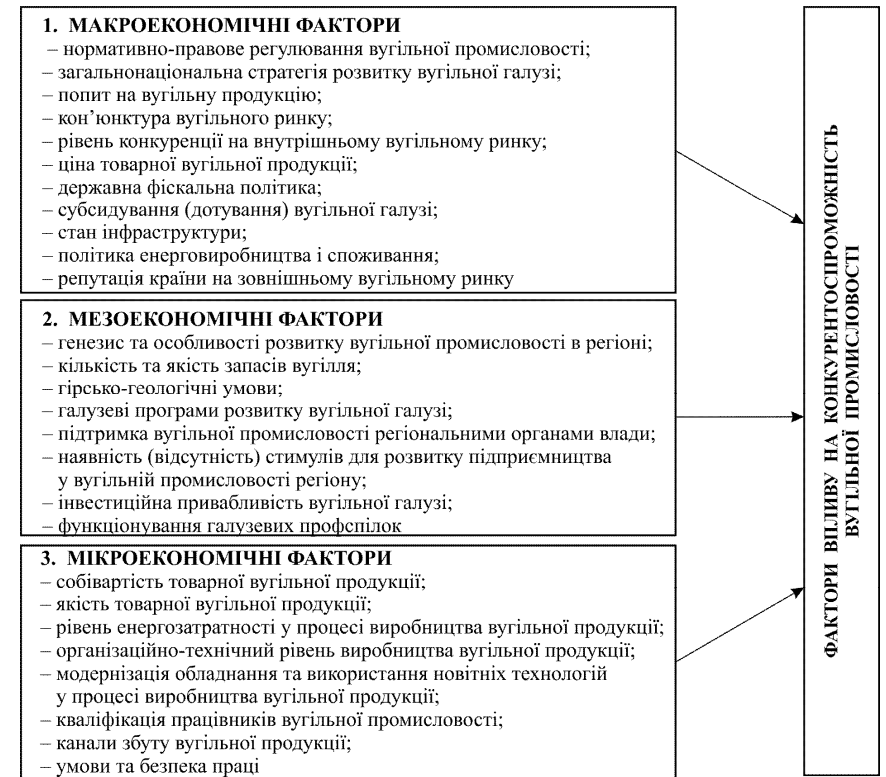 1. МАКРОЕКОНОМІЧНІ ФАКТОРИ
– нормативно-правове регулювання вугільної промисловості;
– загальнонаціональна стратегія розвитку вугільної галузі;
– попит на вугільну продукцію;
– кон’юнктура вугільного ринку;
– рівень конкуренції на внутрішньому вугільному ринку;
– ціна товарної вугільної продукції;
– державна фіскальна політика;
– субсидування (дотування) вугільної галузі;
– стан інфраструктури;
– політика енерговиробництва і споживання;
– репутація країни на зовнішньому вугільному ринку
2. МЕЗОЕКОНОМІЧНІ ФАКТОРИ
– генезис та особливості розвитку вугільної промисловості в регіоні;
– кількість та якість запасів вугілля;
– гірсько-геологічні умови;
– галузеві програми розвитку вугільної галузі;
– підтримка вугільної промисловості регіональними органами влади;
– наявність (відсутність) стимулів для розвитку підприємництва
у вугільній промисловості регіону;
– інвестиційна привабливість вугільної галузі;
– функціонування галузевих профспілок
3. МІКРОЕКОНОМІЧНІ ФАКТОРИ
– собівартість товарної вугільної продукції;
– якість товарної вугільної продукції;
– рівень енергозатратності у процесі виробництва вугільної продукції;
– організаційно-технічний рівень виробництва вугільної продукції;
– модернізація обладнання та використання новітніх технологій
у процесі виробництва вугільної продукції;
– кваліфікація працівників вугільної промисловості;
– канали збуту вугільної продукції;
– умови та безпека праці
ФАКТОРИ ВПЛИВУ НА КОНКУРЕНТОСПРОМОЖНІСТЬ
ВУГІЛЬНОЇ ПРОМИСЛОВОСТІ